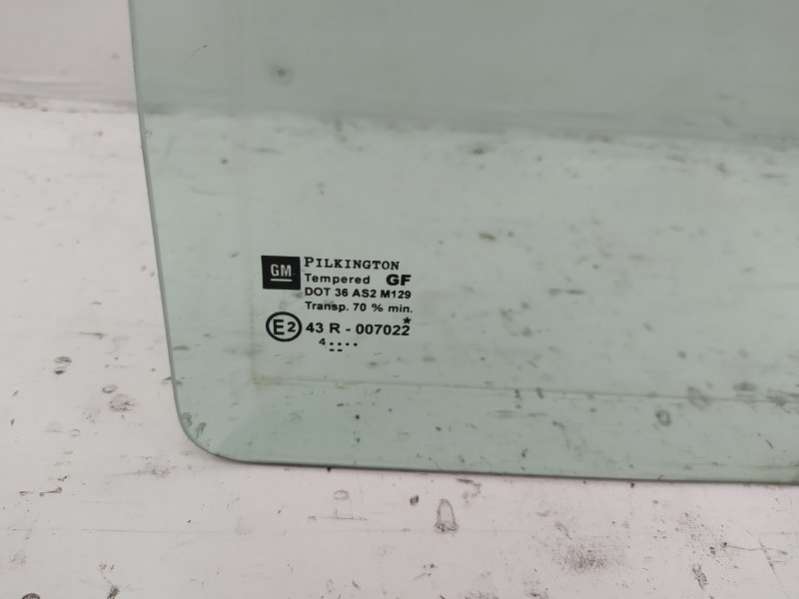 GM PILKINGTON
Tempered GF
DOT 36 AS2 M129
Transp. 70 % min.
E2 43 R - 007022*
4....
--